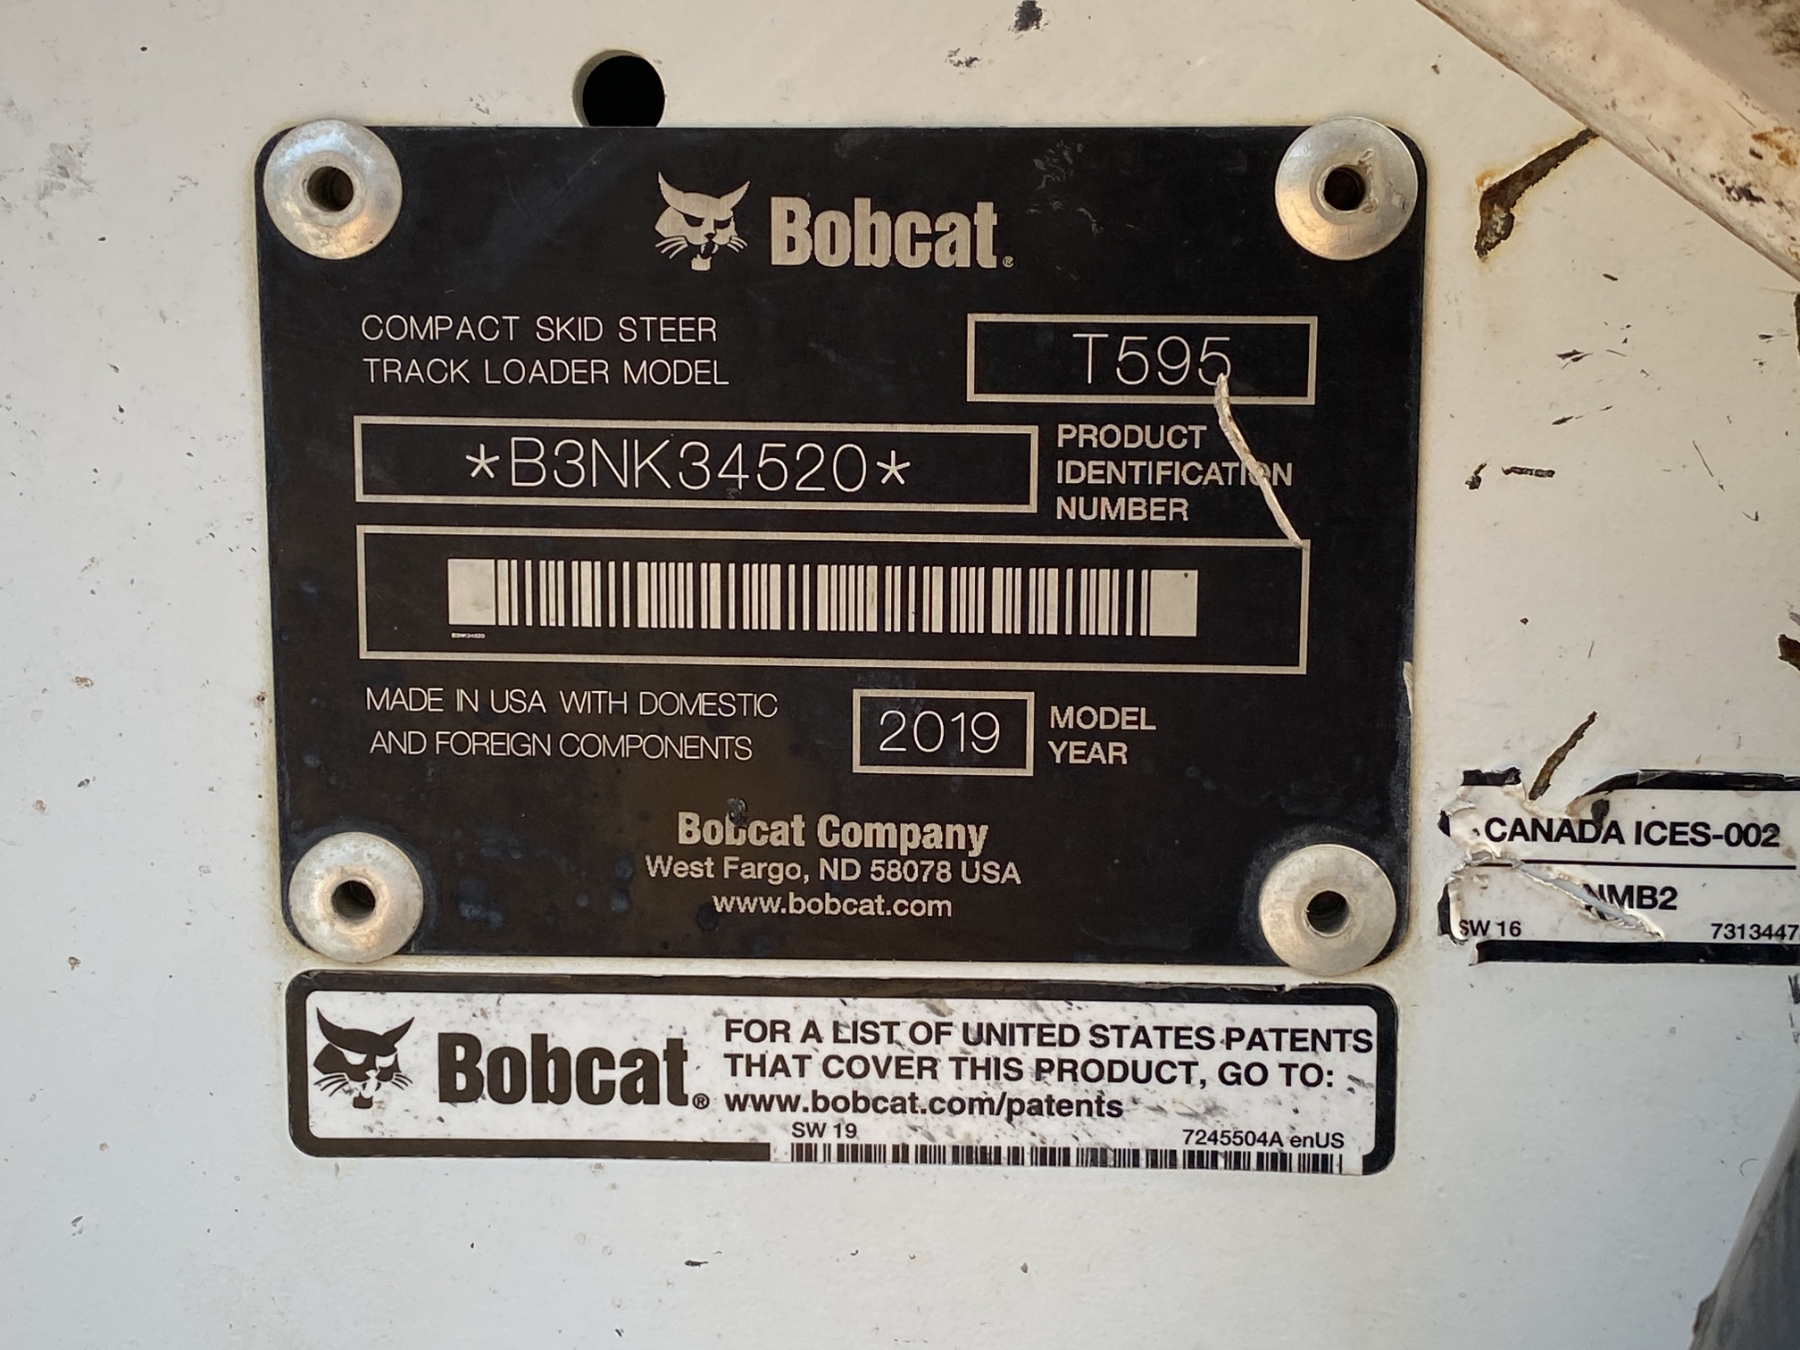 Bobcat®
COMPACT SKID STEER
TRACK LOADER MODEL
T595
*B3NK34520*
PRODUCT
IDENTIFICATION
NUMBER
B3NK34520
MADE IN USA WITH DOMESTIC
AND FOREIGN COMPONENTS
2019
MODEL
YEAR
Bobcat Company
West Fargo, ND 58078 USA
www.bobcat.com
CANADA ICES-002
NMB2
SW 16
7313447
Bobcat®
FOR A LIST OF UNITED STATES PATENTS
THAT COVER THIS PRODUCT, GO TO:
www.bobcat.com/patents
SW 19
7245504A enUS